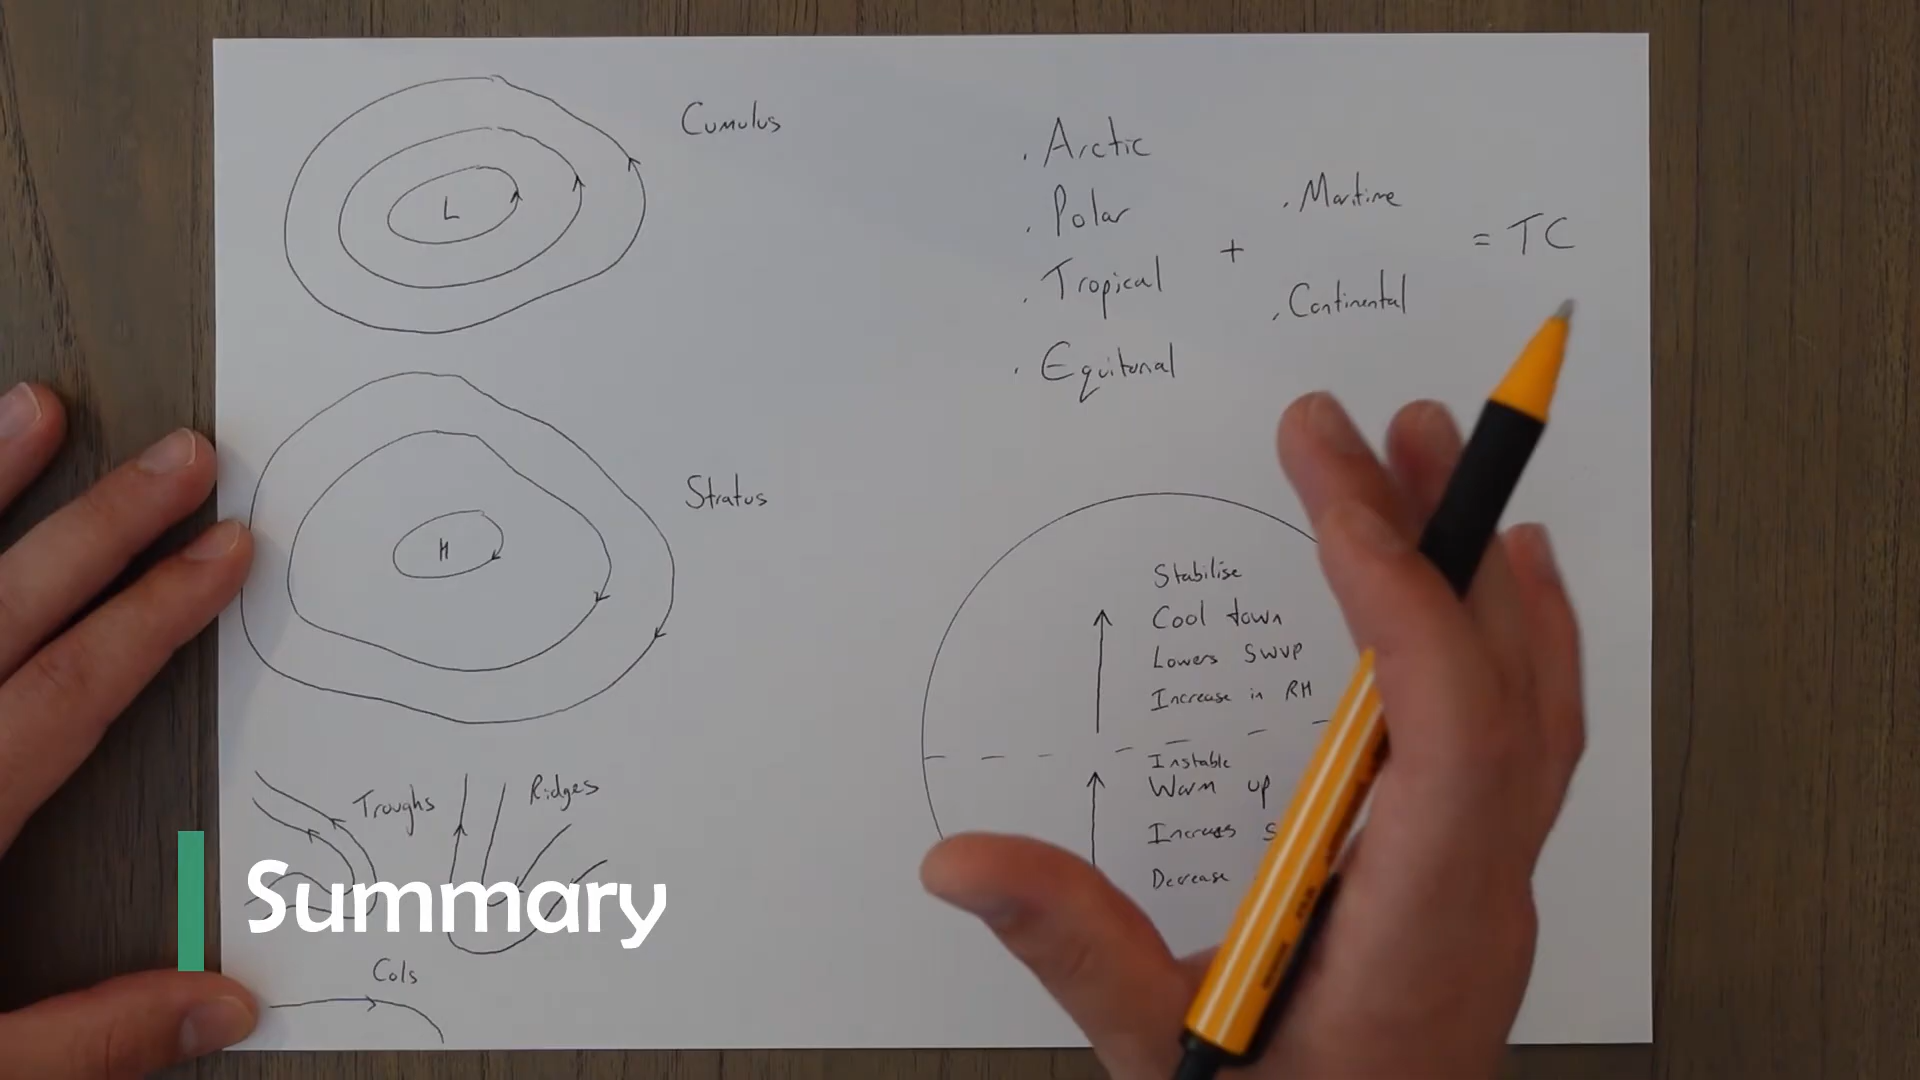 Cumulus
L
Stratus
H
Troughs
Ridges
Cols
. Arctic
. Polar
. Tropical
. Equitorial
+
. Maritime
. Continental
= TC
Stabilise
Cool down
Lowers SWVP
Increase in RH
Instable
Warm up
Increases S
Decrease
Summary